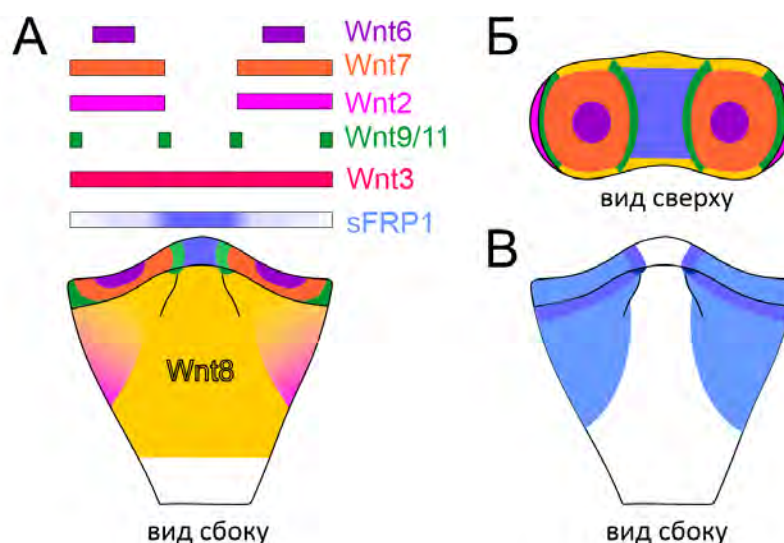 А
Wnt6
Wnt7
Wnt2
Wnt9/11
Wnt3
sFRP1
Wnt8
вид сбоку
Б
вид сверху
В
вид сбоку